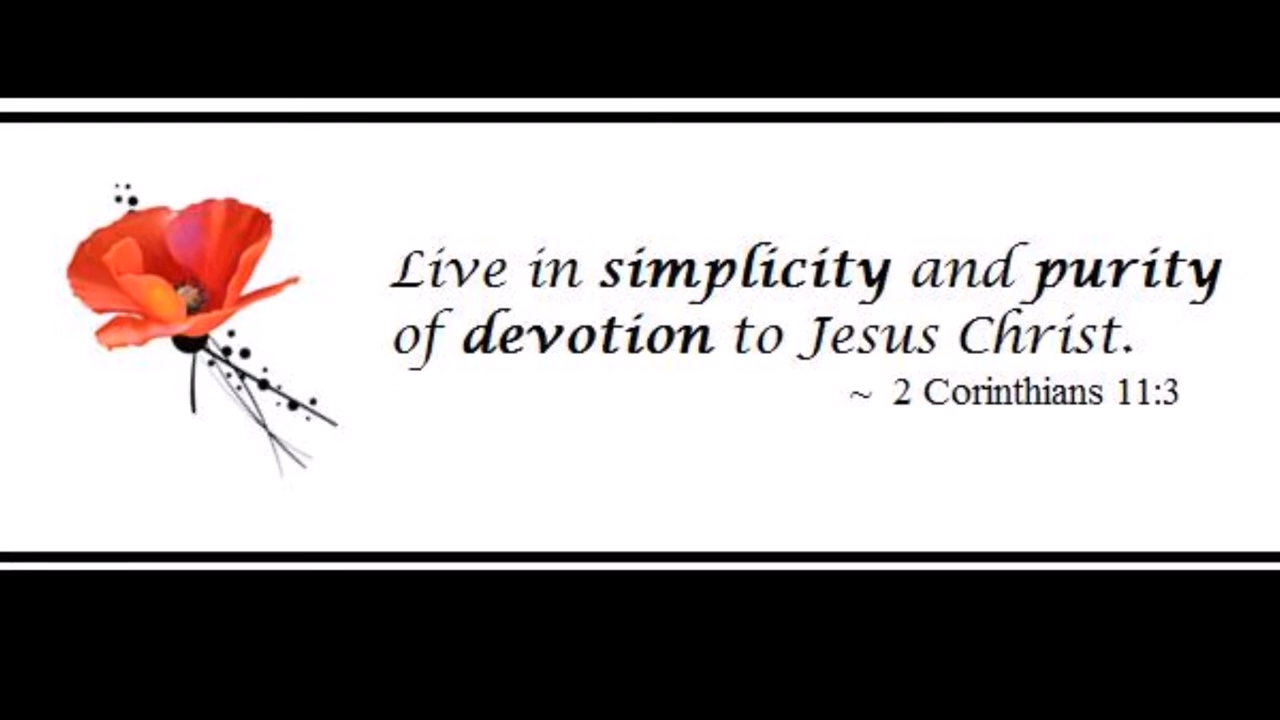 Live in simplicity and purity
of devotion to Jesus Christ.
~ 2 Corinthians 11:3